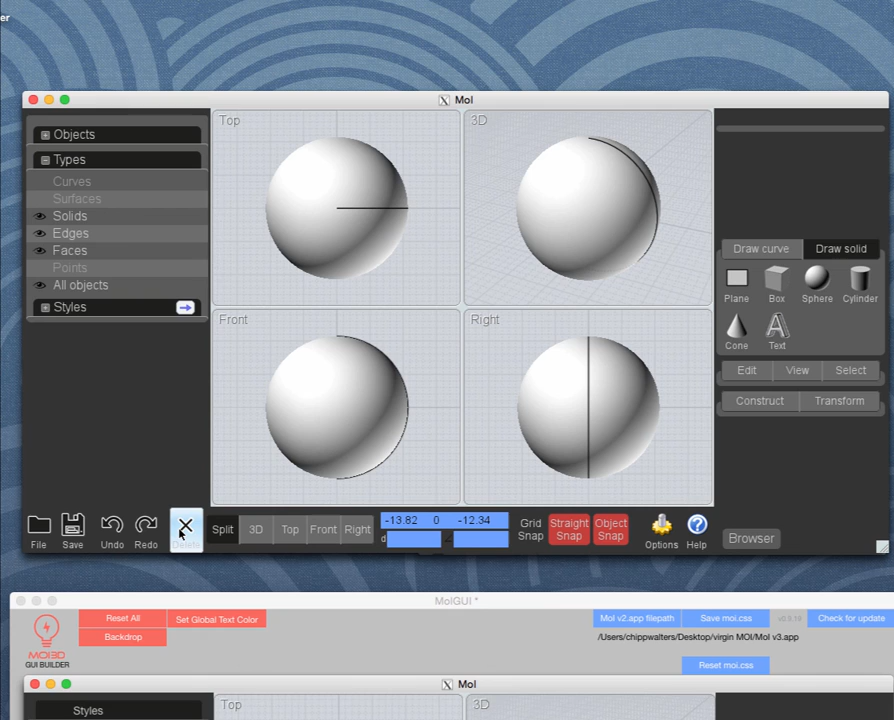 er
MoI
Objects
Types
Curves
Surfaces
Solids
Edges
Faces
Points
All objects
Styles
Top
3D
Front
Right
Draw curve
Draw solid
Plane
Box
Sphere
Cylinder
Cone
Text
Edit
View
Select
Construct
Transform
File
Save
Undo
Redo
Split
3D
Top
Front
Right
-13.82 0 -12.34
d
Grid
Snap
Straight
Snap
Object
Snap
Options
Help
Browser
MoIGUI *
MOI3D
GUI BUILDER
Reset All
Set Global Text Color
Backdrop
MoI v2.app filepath
Save moi.css
Check for update
/Users/chippwalters/Desktop/virgin MOI/MoI v3.app
Reset moi.css
MoI
Styles
Top
3D